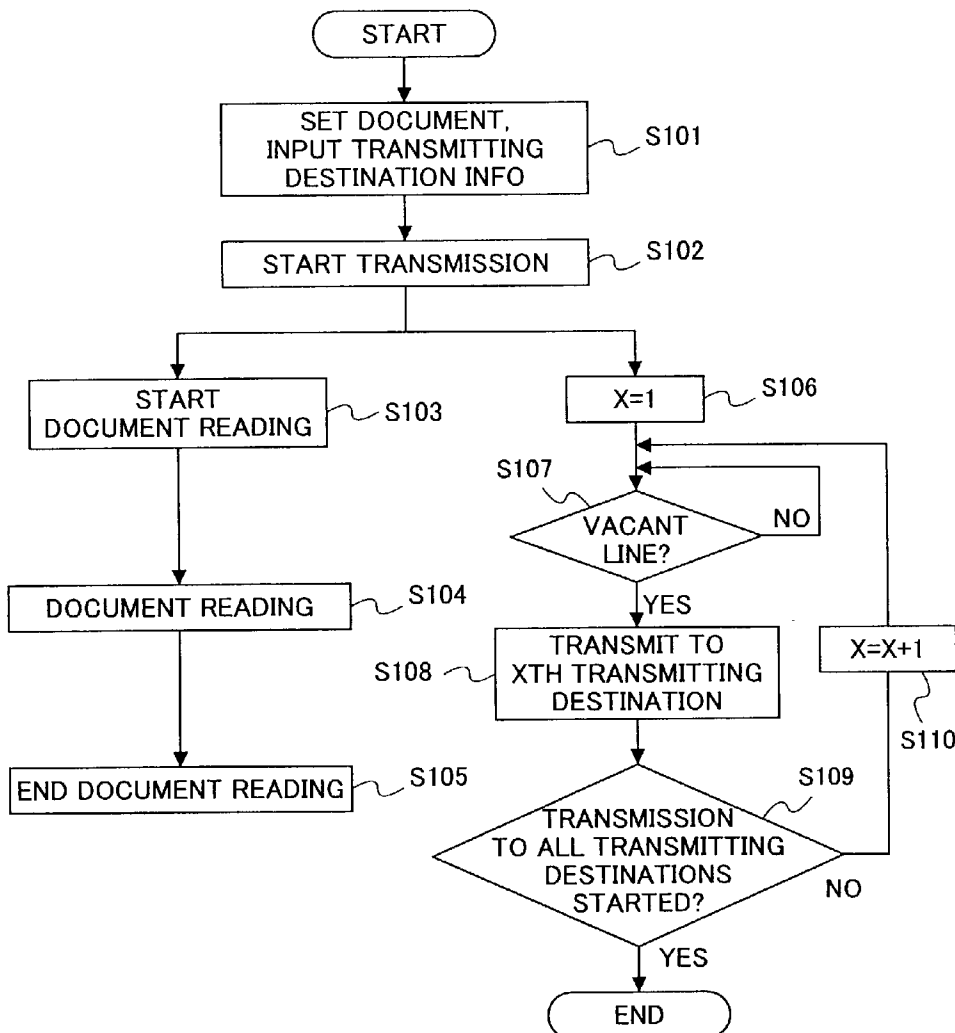 START
SET DOCUMENT,
INPUT TRANSMITTING
DESTINATION INFO
S101
START TRANSMISSION
S102
START
DOCUMENT READING
S103
DOCUMENT READING
S104
END DOCUMENT READING
S105
X=1
S106
S107
VACANT
LINE?
NO
YES
S108
TRANSMIT TO
XTH TRANSMITTING
DESTINATION
X=X+1
S110
S109
TRANSMISSION
TO ALL TRANSMITTING
DESTINATIONS
STARTED?
NO
YES
END